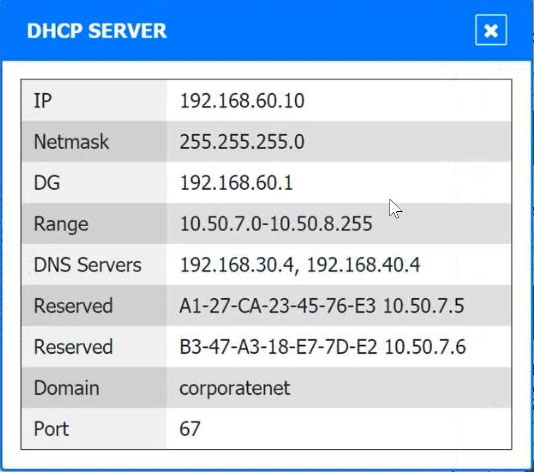 DHCP SERVER
IP 192.168.60.10
Netmask 255.255.255.0
DG 192.168.60.1
Range 10.50.7.0-10.50.8.255
DNS Servers 192.168.30.4, 192.168.40.4
Reserved A1-27-CA-23-45-76-E3 10.50.7.5
Reserved B3-47-A3-18-E7-7D-E2 10.50.7.6
Domain corporatenet
Port 67